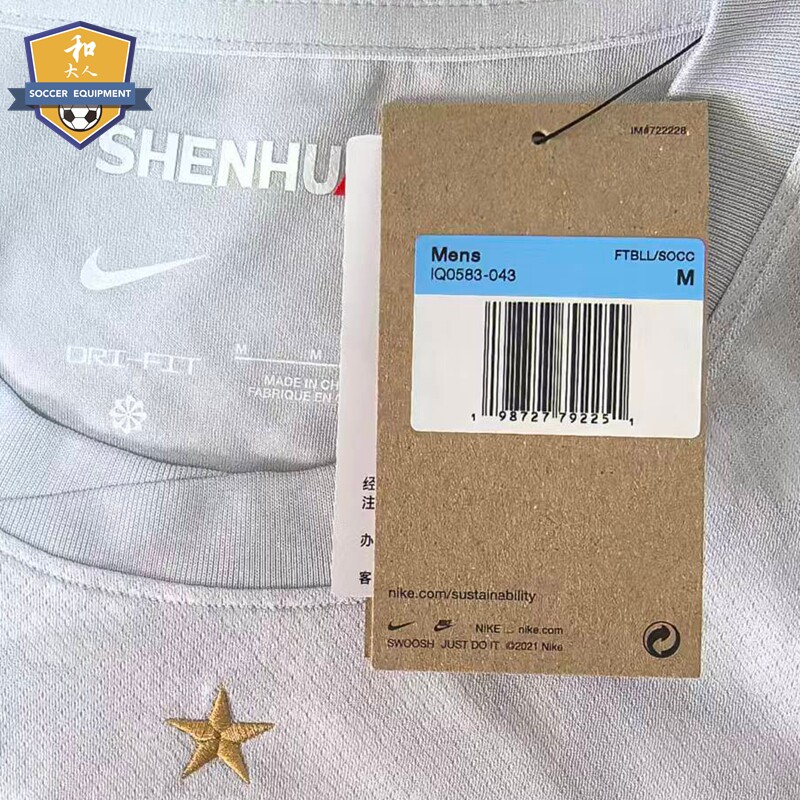 和
大人
SOCCER EQUIPMENT
SHENHU
DRI-FIT
M M
MADE IN CH
FABRIQUE EN
经
注
办
客
IM#722228
Mens FTBLL/SOCC
IQ0583-043 M
1 98727 79225 1
nike.com/sustainability
NIKE nike.com
SWOOSH JUST DO IT ©2021 Nike